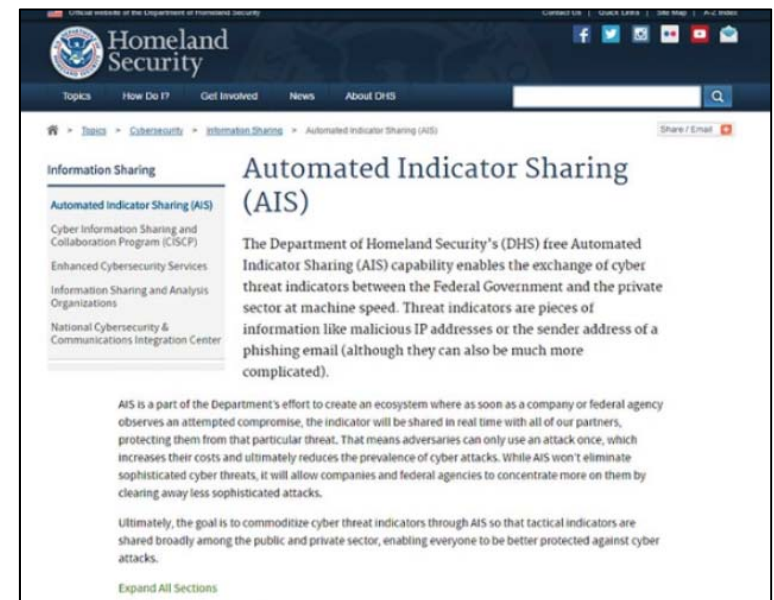 Official website of the Department of Homeland Security
Contact Us | Quick Links | Site Map | A-Z Index
Homeland
Security
Topics How Do I? Get Involved News About DHS
> Topics > Cybersecurity > Information Sharing > Automated Indicator Sharing (AIS)
Share / Email
Information Sharing
Automated Indicator Sharing (AIS)
Cyber Information Sharing and
Collaboration Program (CISCP)
Enhanced Cybersecurity Services
Information Sharing and Analysis
Organizations
National Cybersecurity &
Communications Integration Center
Automated Indicator Sharing
(AIS)
The Department of Homeland Security's (DHS) free Automated
Indicator Sharing (AIS) capability enables the exchange of cyber
threat indicators between the Federal Government and the private
sector at machine speed. Threat indicators are pieces of
information like malicious IP addresses or the sender address of a
phishing email (although they can also be much more
complicated).
AIS is a part of the Department's effort to create an ecosystem where as soon as a company or federal agency
observes an attempted compromise, the indicator will be shared in real time with all of our partners,
protecting them from that particular threat. That means adversaries can only use an attack once, which
increases their costs and ultimately reduces the prevalence of cyber attacks. While AIS won't eliminate
sophisticated cyber threats, it will allow companies and federal agencies to concentrate more on them by
clearing away less sophisticated attacks.
Ultimately, the goal is to commoditize cyber threat indicators through AIS so that tactical indicators are
shared broadly among the public and private sector, enabling everyone to be better protected against cyber
attacks.
Expand All Sections